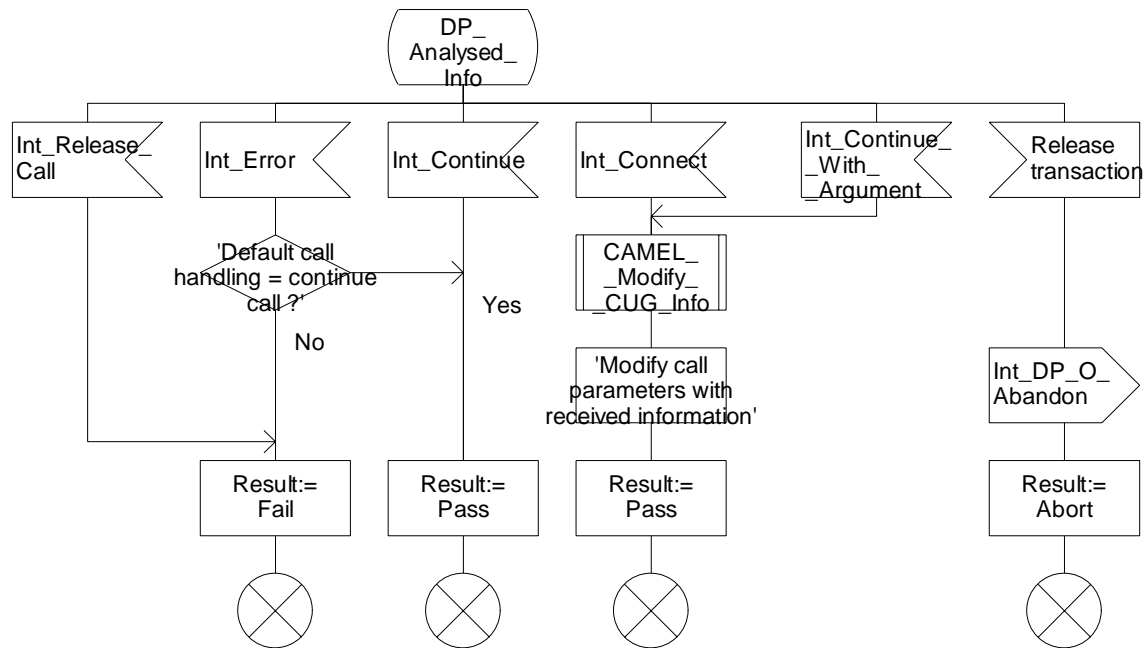 DP_
Analysed_
Info
Int_Release_
Call
Int_Error
Int_Continue
Int_Connect
Int_Continue_
_With_
_Argument
Release
transaction
'Default call
handling = continue
call ?'
Yes
No
CAMEL_
_Modify_
_CUG_Info
'Modify call
parameters with
received information'
Int_DP_O_
Abandon
Result:=
Fail
Result:=
Pass
Result:=
Pass
Result:=
Abort